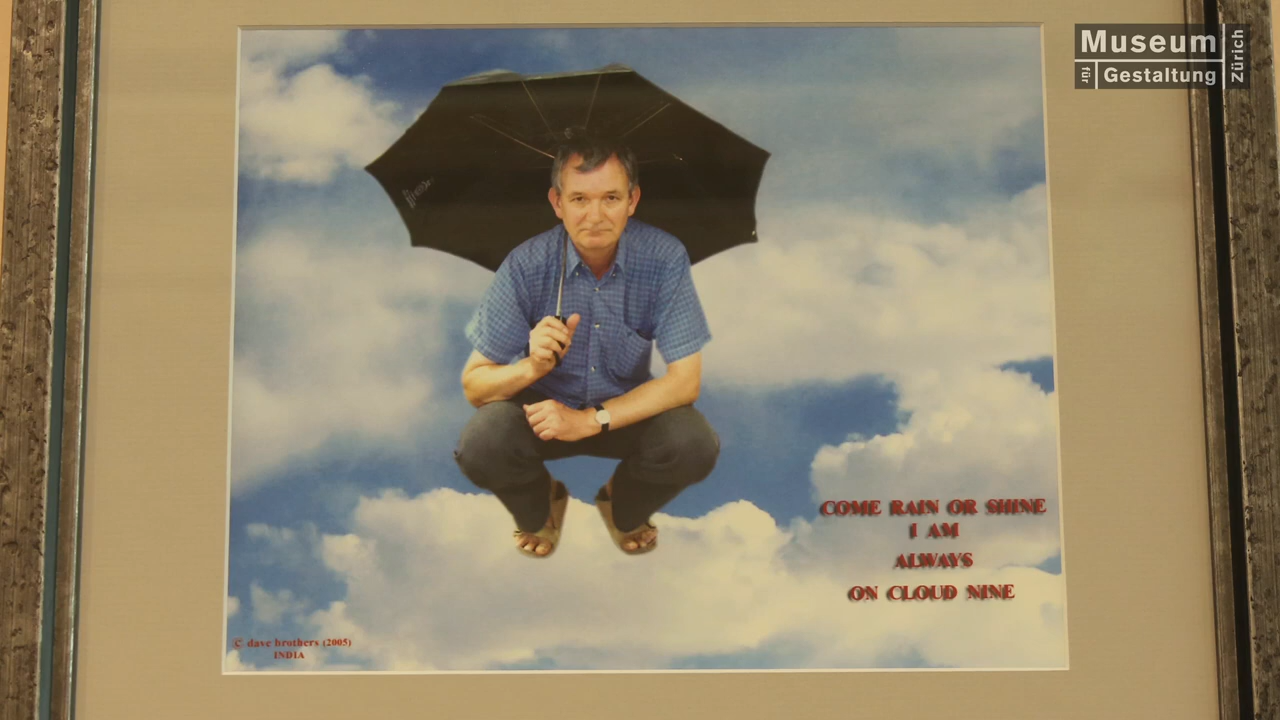 Museum
für Gestaltung
Zürich
COME RAIN OR SHINE
I AM
ALWAYS
ON CLOUD NINE
© dave brothers (2005)
INDIA